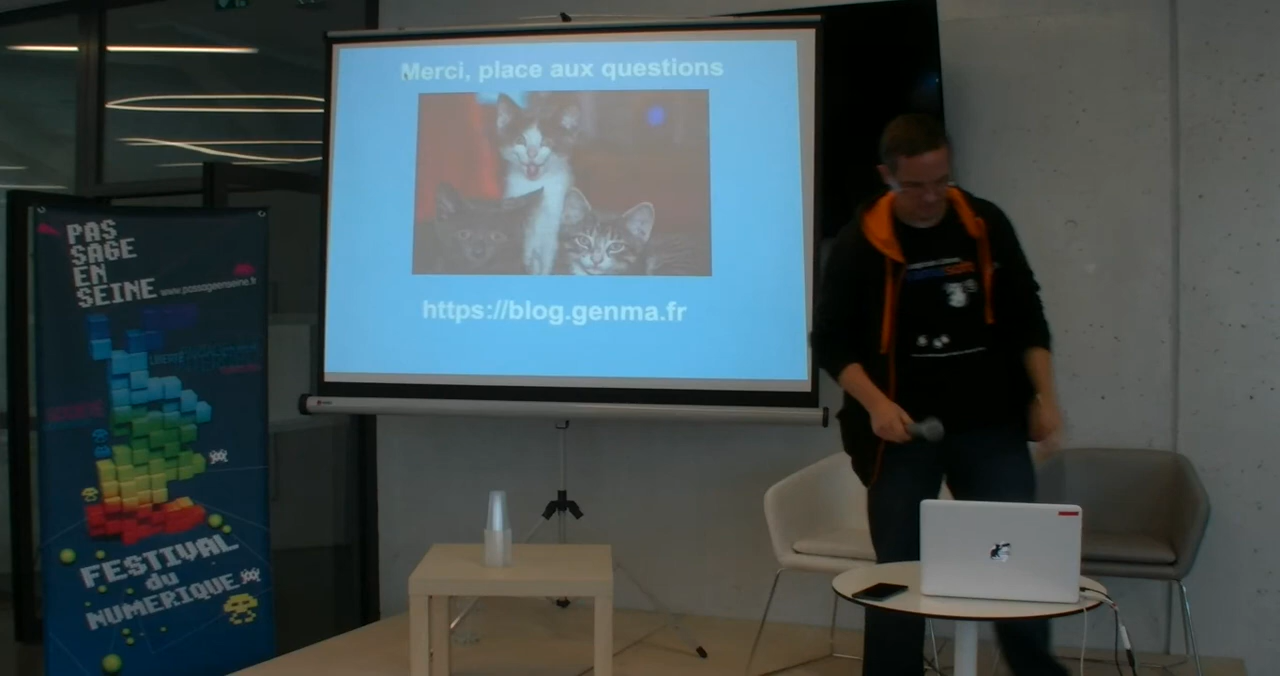 Merci, place aux questions
https://blog.genma.fr
PAS
SAGE
EN
SEINE
www.passageenseine.fr
FESTIVAL
du
NUMERIQUE